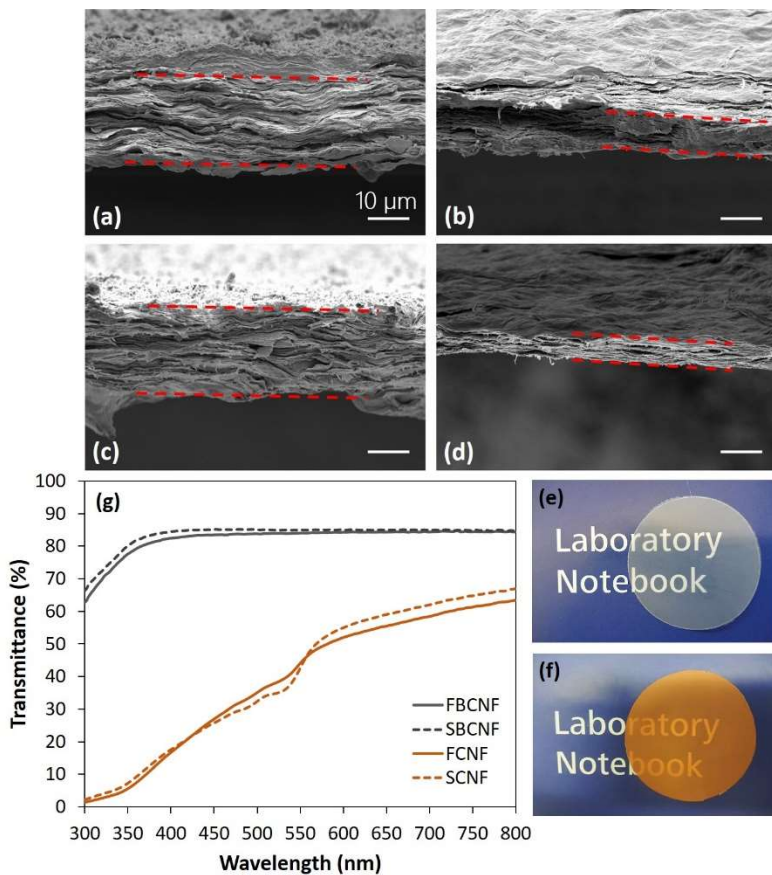 10 µm
(a)
(b)
(c)
(d)
(g)
100
90
80
70
60
50
40
30
20
10
0
Transmittance (%)
FBCNF
SBCNF
FCNF
SCNF
300 350 400 450 500 550 600 650 700 750 800
Wavelength (nm)
(e)
Laboratory
Notebook
(f)
Laboratory
Notebook